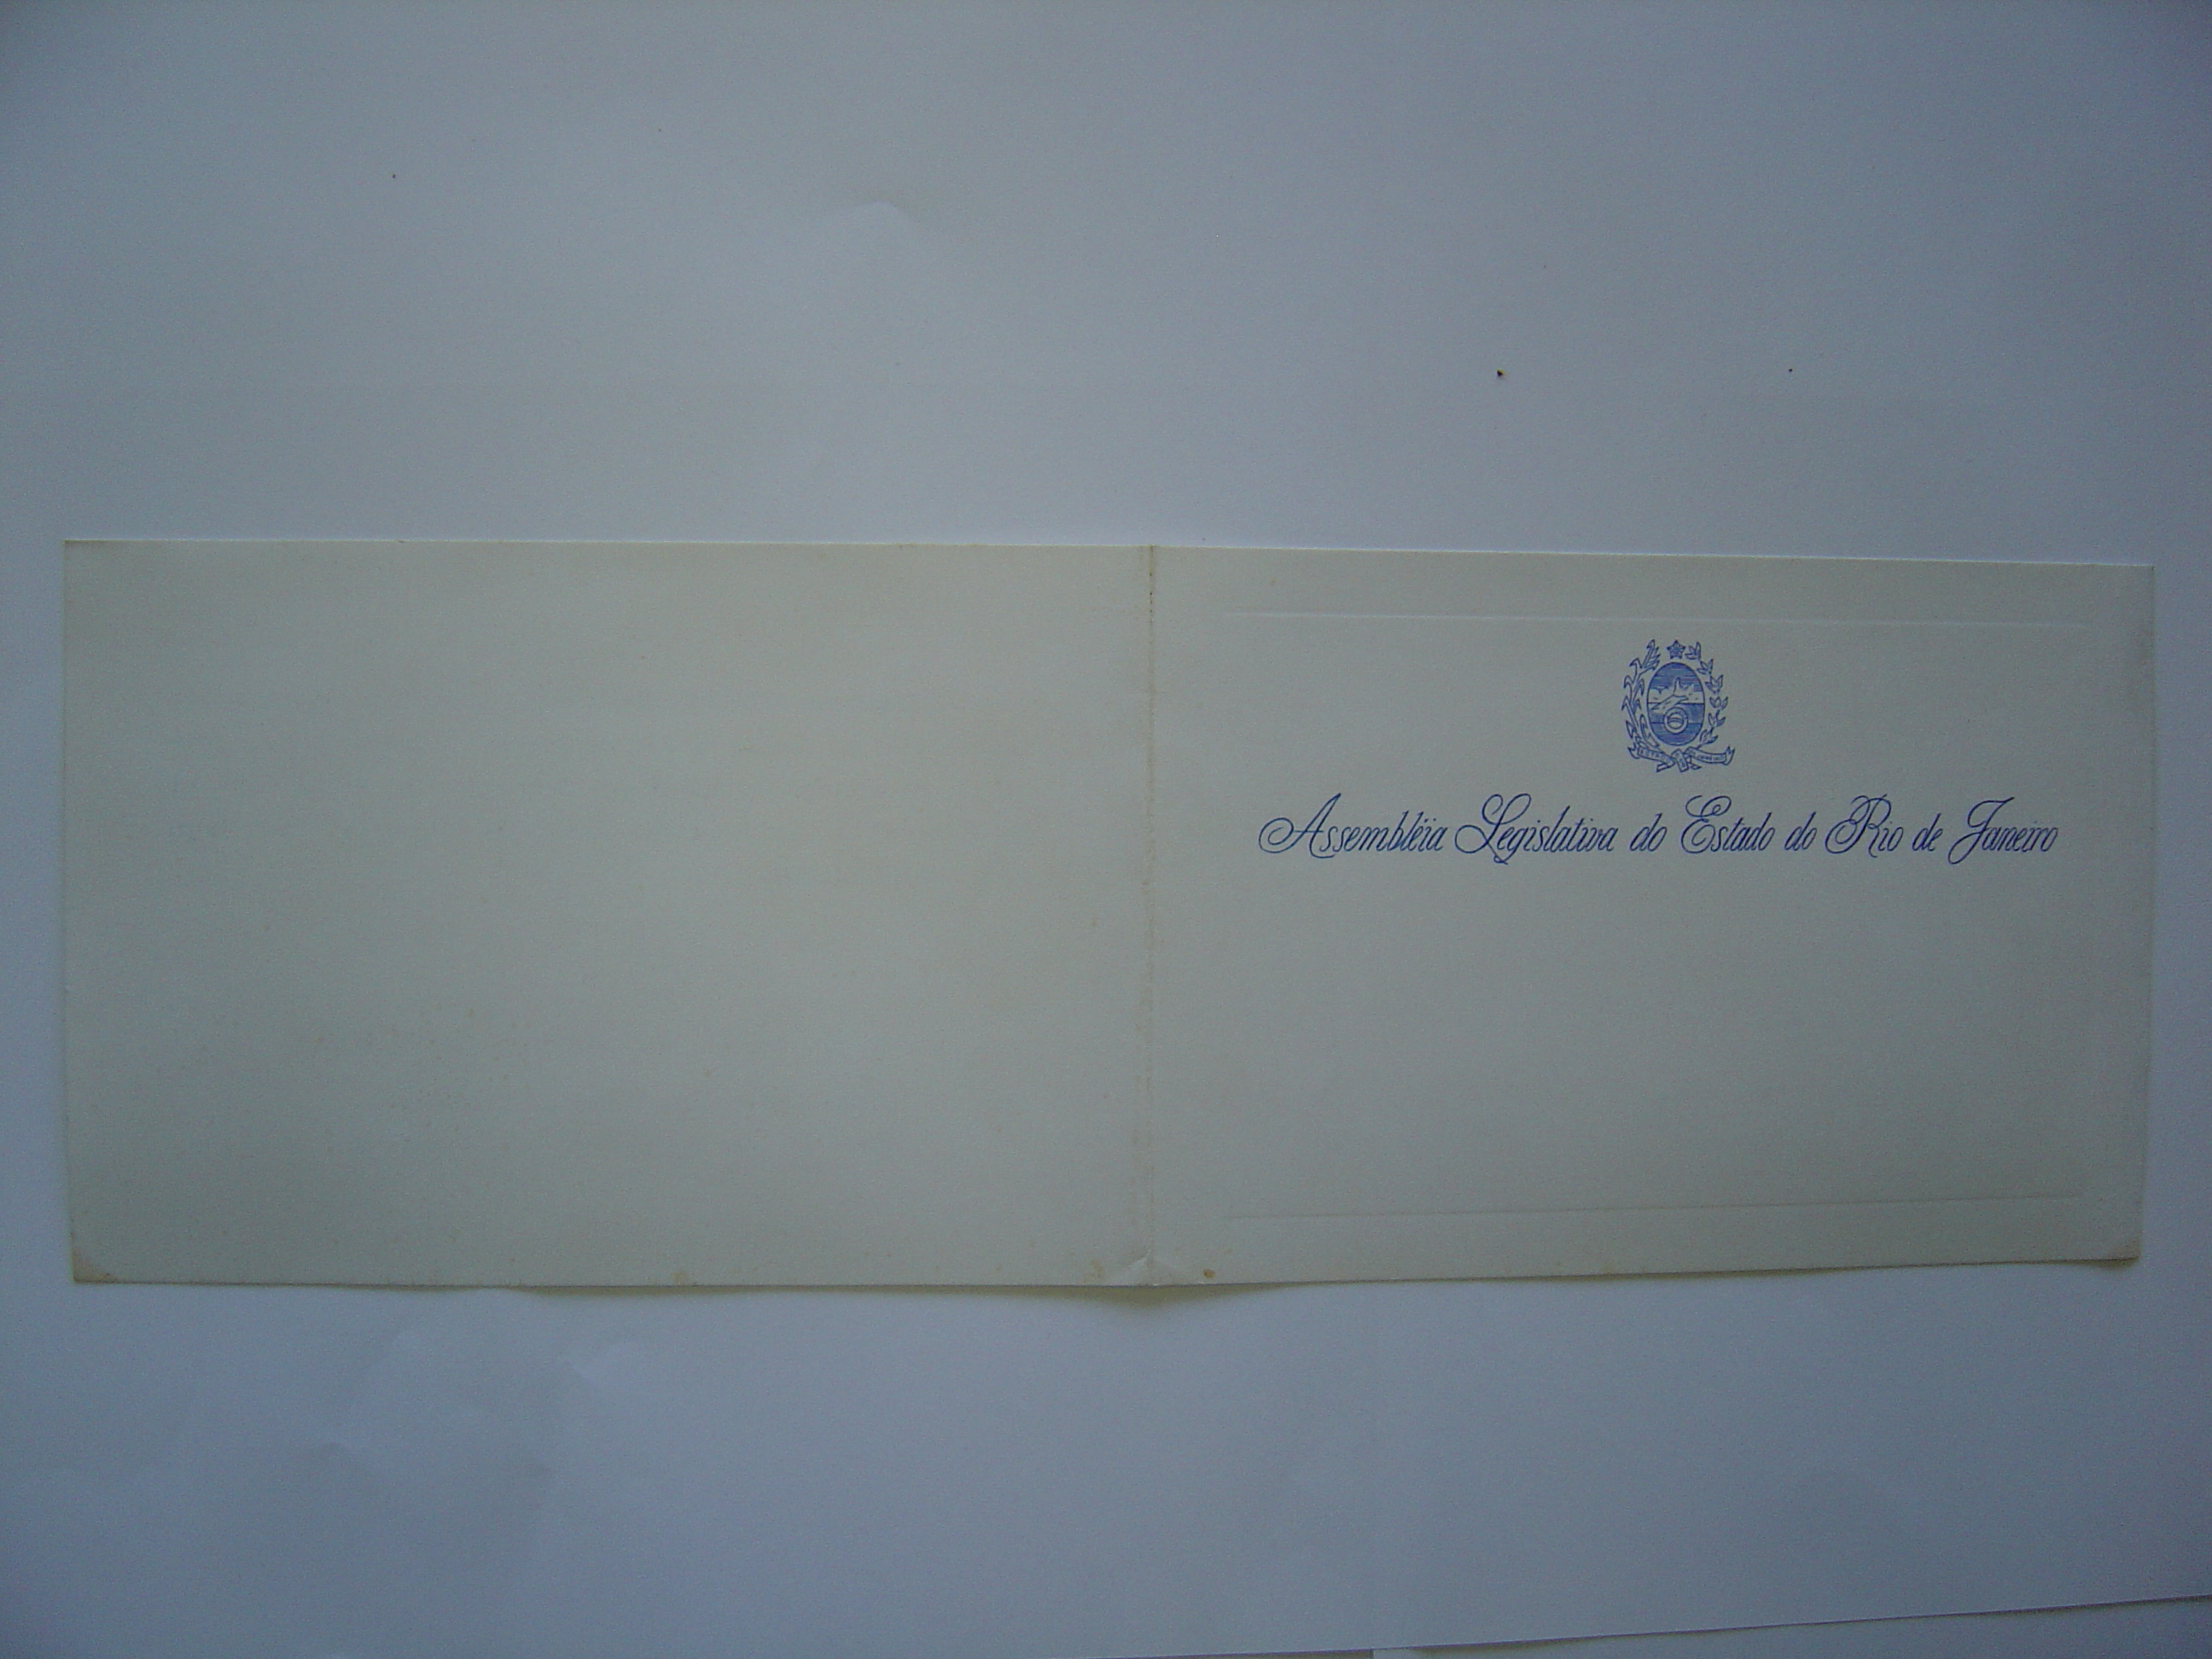 Assembléia Legislativa do Estado do Rio de Janeiro